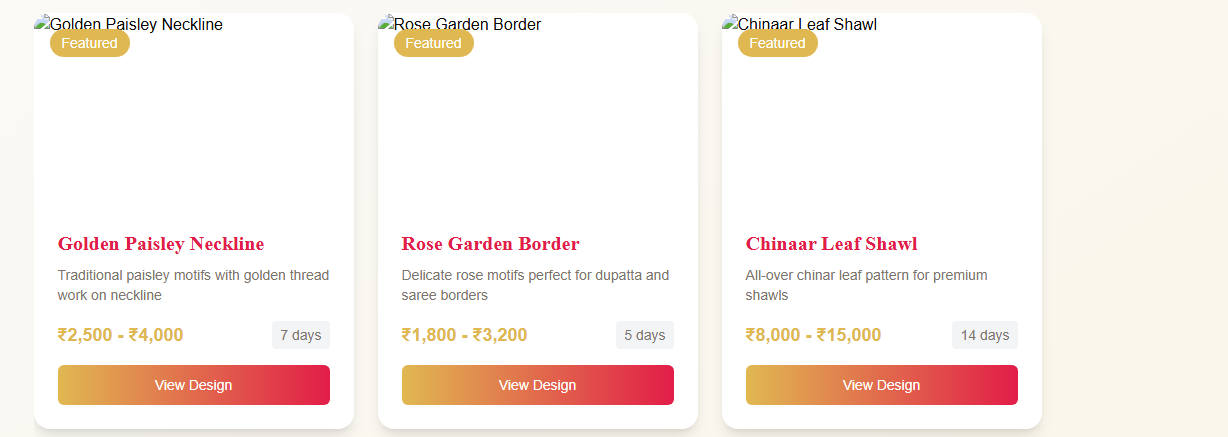 Golden Paisley Neckline
Featured
Golden Paisley Neckline
Traditional paisley motifs with golden thread
work on neckline
₹2,500 - ₹4,000
7 days
View Design
Rose Garden Border
Featured
Rose Garden Border
Delicate rose motifs perfect for dupatta and
saree borders
₹1,800 - ₹3,200
5 days
View Design
Chinaar Leaf Shawl
Featured
Chinaar Leaf Shawl
All-over chinar leaf pattern for premium
shawls
₹8,000 - ₹15,000
14 days
View Design